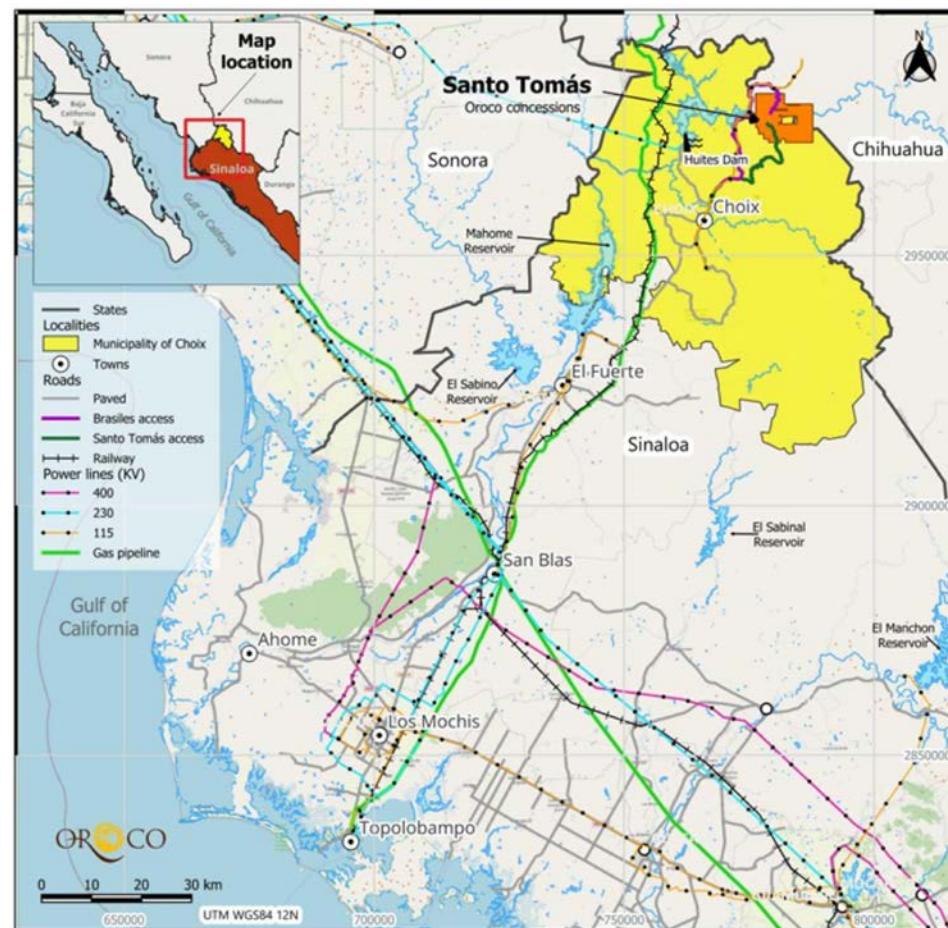 Sonora
Map
location
Chihuahua
Baja
California
Sur
Sinaloa
Durango
Gulf of
California
N
Santo Tomás
Oroco concessions
Sonora
Huites Dam
Chihuahua
Choix
Mahome
Reservoir
2950000
States
Localities
Municipality of Choix
Towns
Roads
Paved
Brasiles access
Santo Tomás access
Railway
Power lines (KV)
400
230
115
Gas pipeline
El Sabino
Reservoir
El Fuerte
Sinaloa
2900000
El Sabinal
Reservoir
San Blas
Gulf of
California
Ahome
El Manchon
Reservoir
Los Mochis
2850000
OROCO
Topolobampo
0 10 20 30 km
UTM WGS84 12N
650000
700000
750000
800000